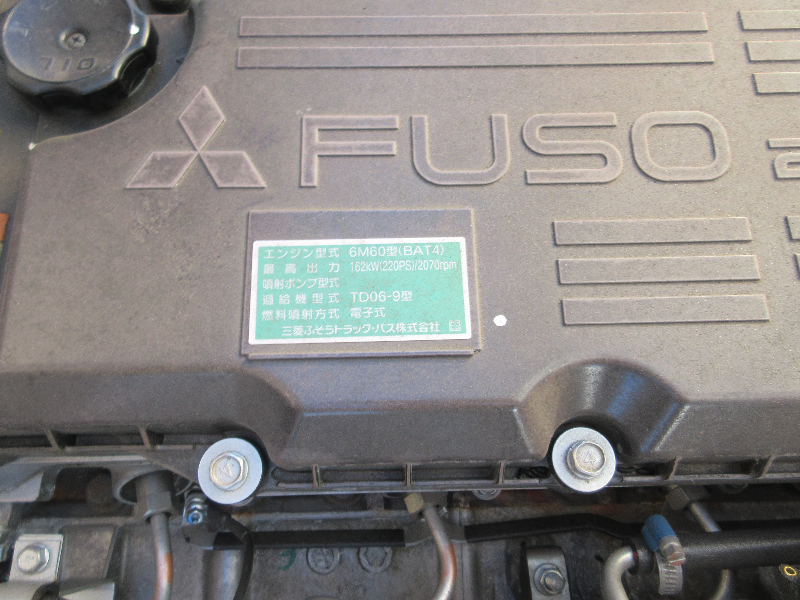 OIL
FUSO
エンジン型式 6M60型(BAT4)
最高出力 162kW(220PS)/2070rpm
噴射ポンプ型式
過給機型式 TD06-9型
燃料噴射方式 電子式
三菱ふそうトラック・バス株式会社